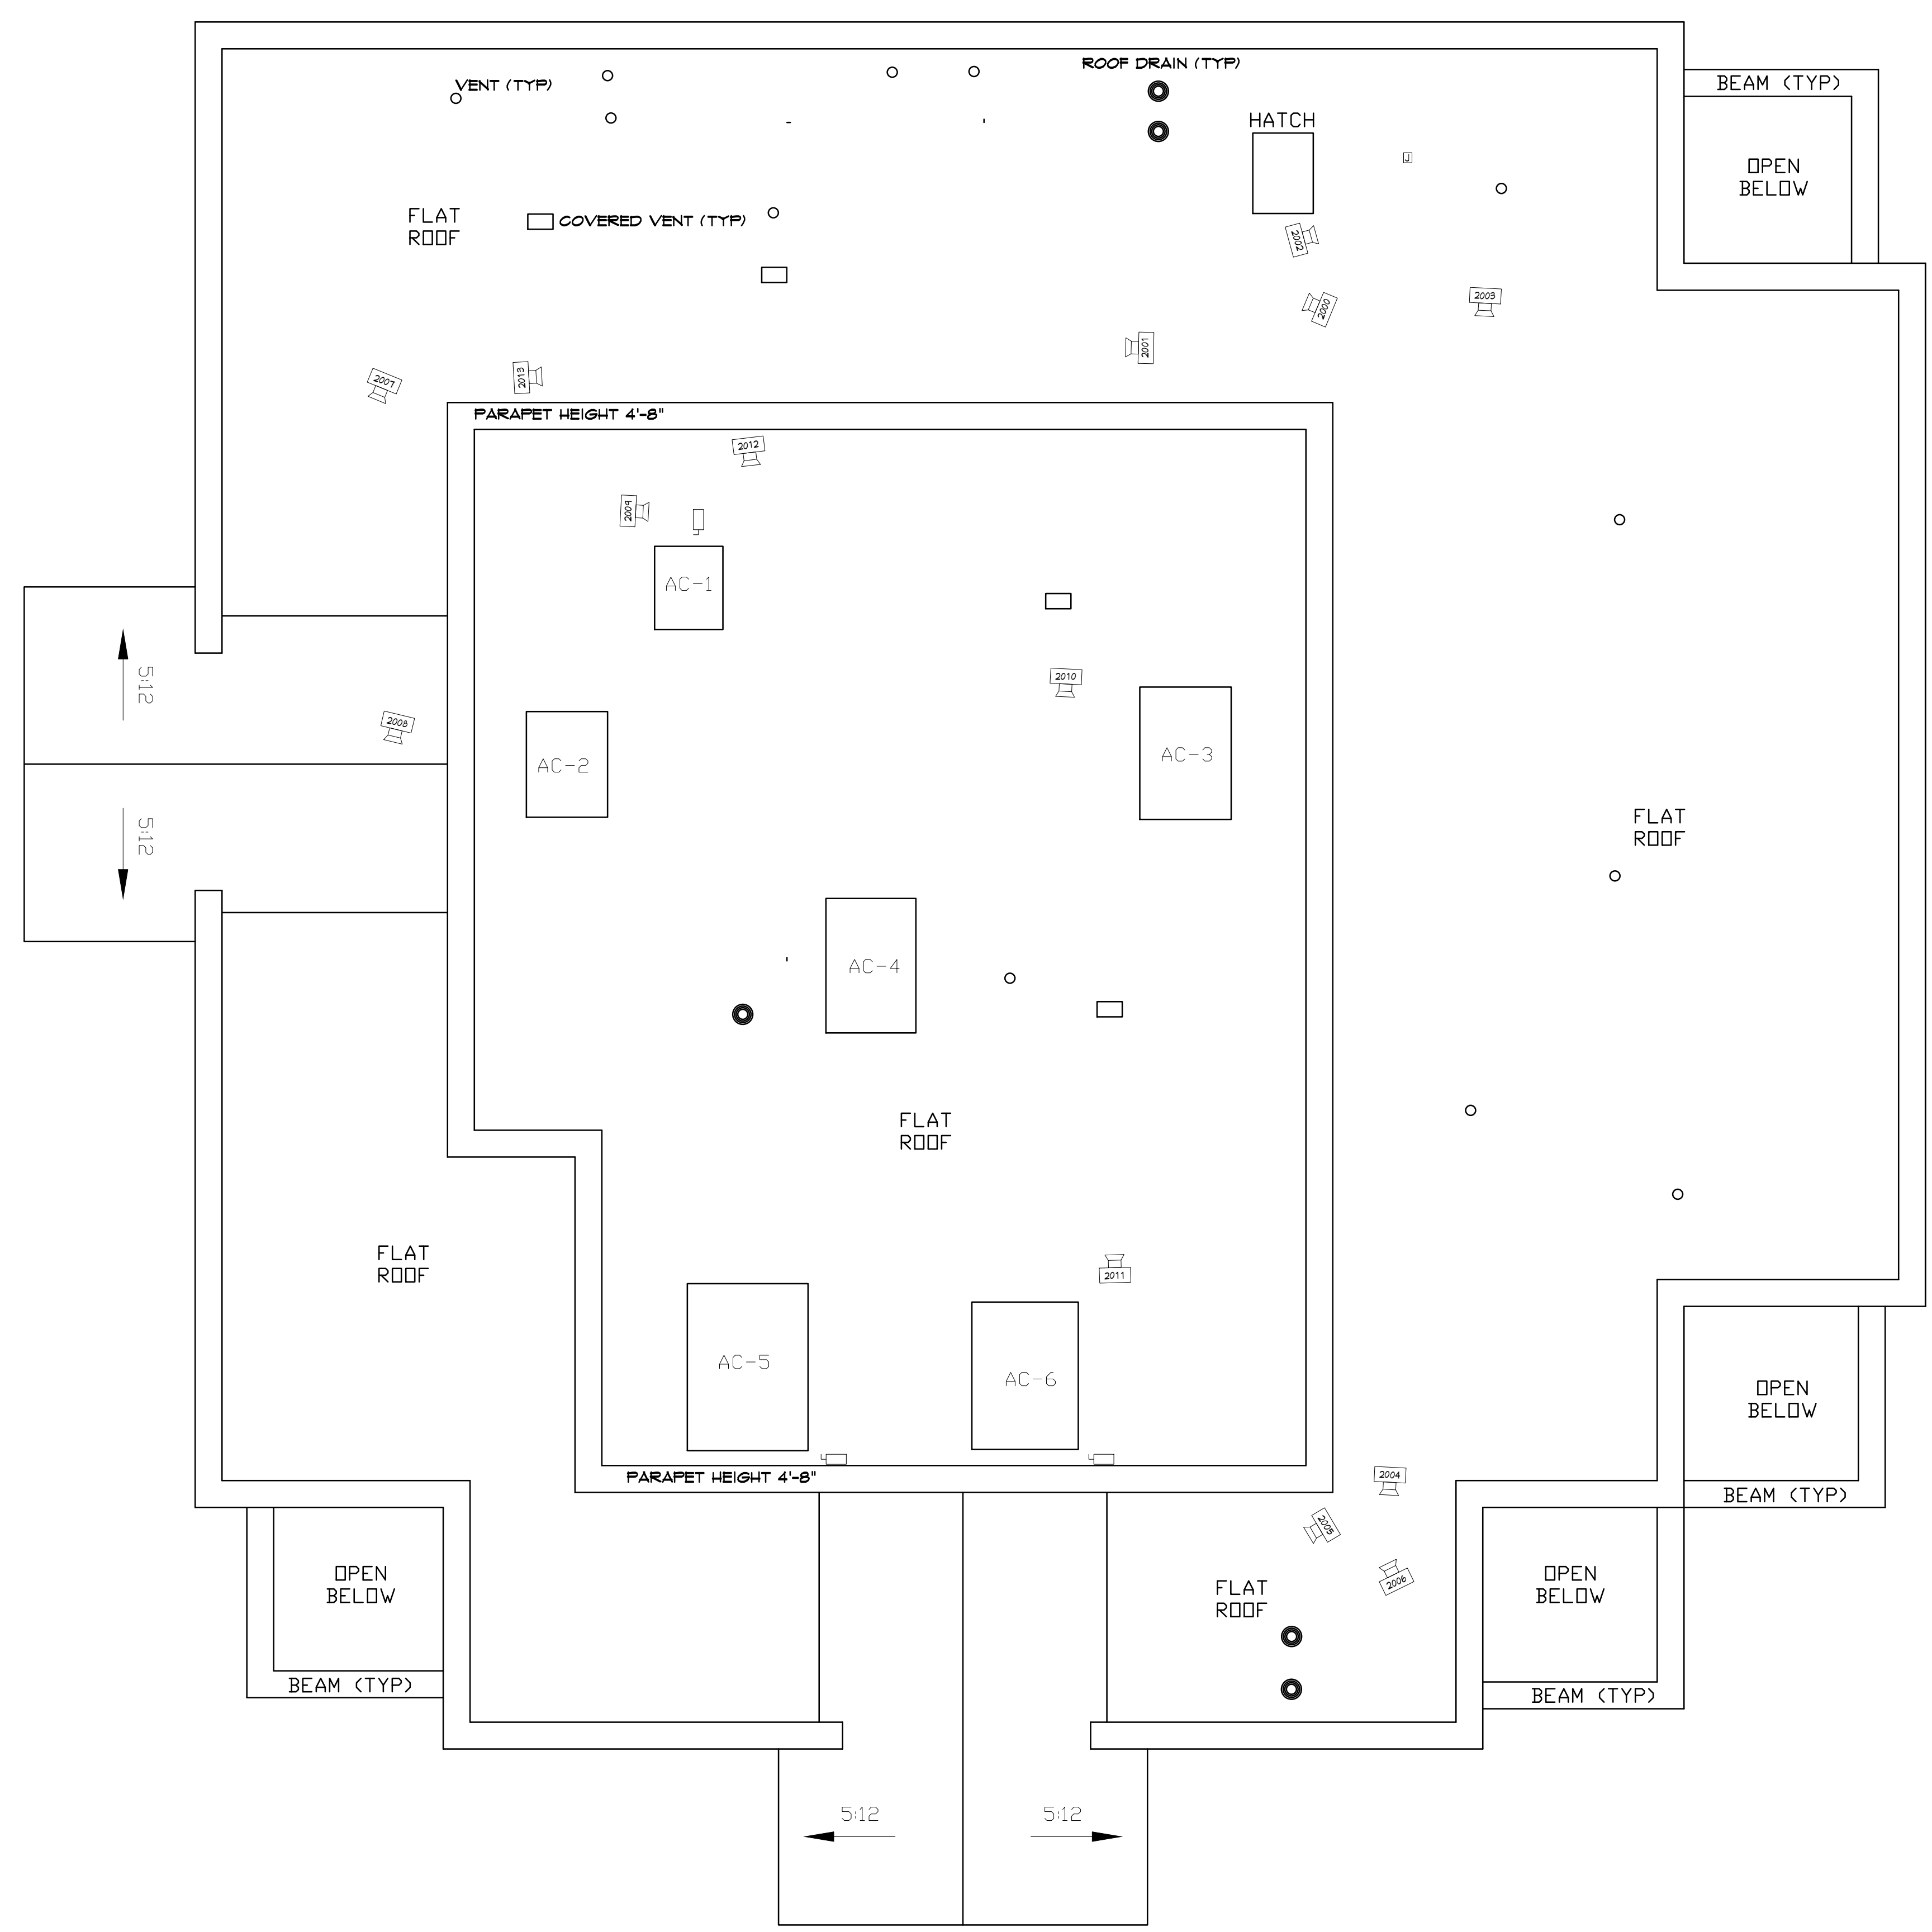 ROOF DRAIN (TYP)
BEAM (TYP)
VENT (TYP)
HATCH
J
OPEN
BELOW
FLAT
ROOF
COVERED VENT (TYP)
2002
2000
2003
2001
2007
2013
PARAPET HEIGHT 4'-8"
2012
2009
AC-1
5:12
2010
2008
AC-2
AC-3
5:12
FLAT
ROOF
AC-4
FLAT
ROOF
FLAT
ROOF
2011
AC-5
AC-6
OPEN
BELOW
PARAPET HEIGHT 4'-8"
2004
BEAM (TYP)
2005
2006
OPEN
BELOW
FLAT
ROOF
OPEN
BELOW
BEAM (TYP)
BEAM (TYP)
5:12
5:12